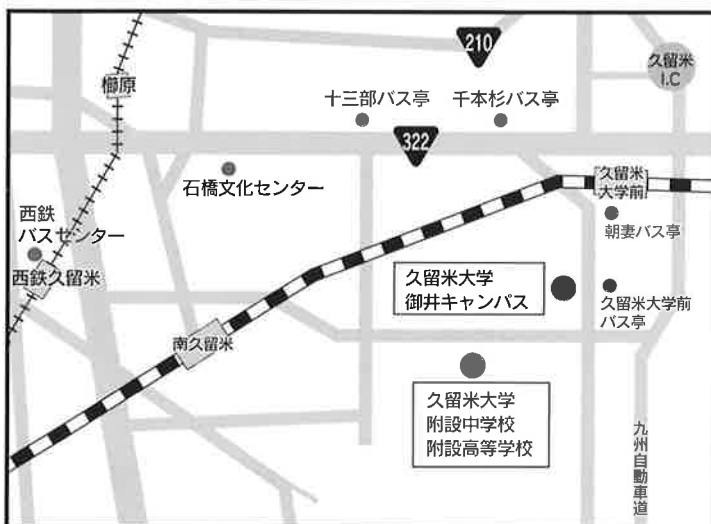 210
久留米
I.C
櫛原
十三部バス亭
千本杉バス亭
322
石橋文化センター
久留米
大学前
西鉄
バスセンター
朝妻バス亭
西鉄久留米
久留米大学
御井キャンパス
久留米大学前
バス亭
南久留米
久留米大学
附設中学校
附設高等学校
九州自動車道